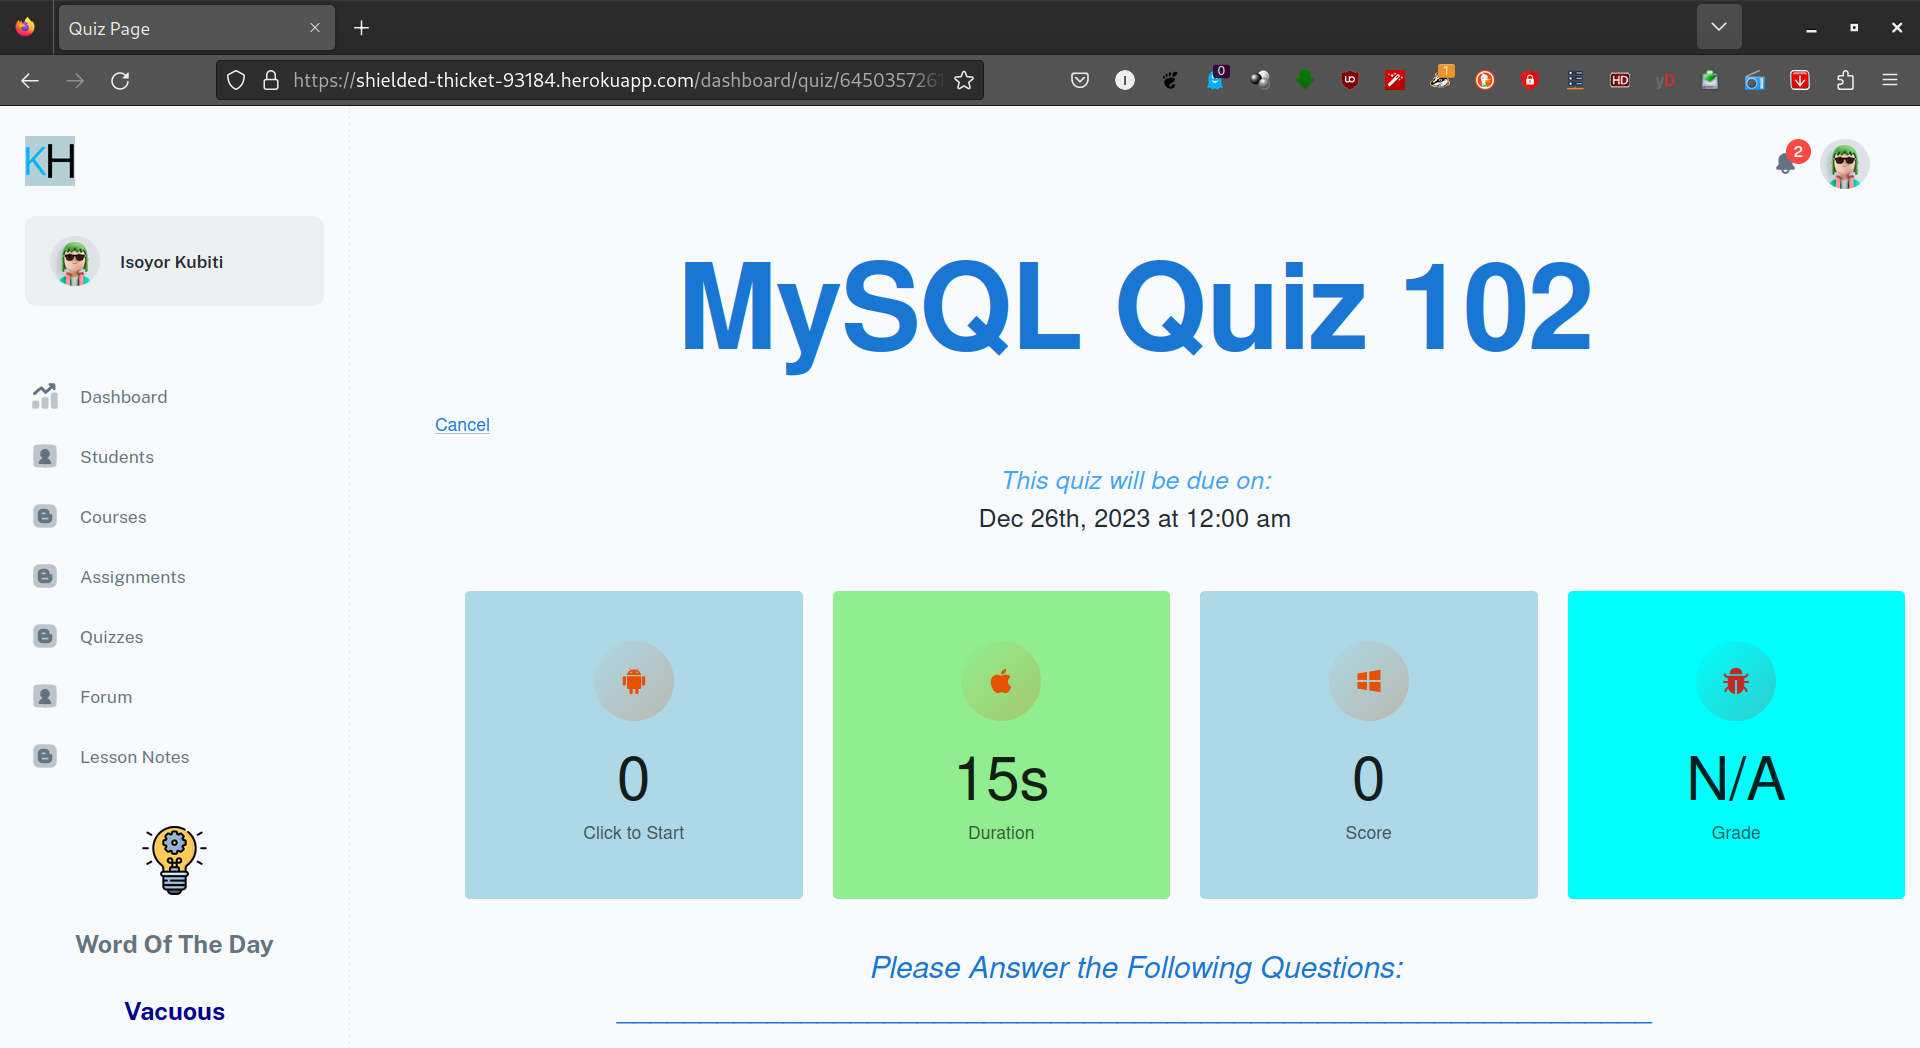 Quiz Page
https://shielded-thicket-93184.herokuapp.com/dashboard/quiz/6450357261
0
1
KH
2
Isoyor Kubiti
MySQL Quiz 102
Cancel
This quiz will be due on:
Dec 26th, 2023 at 12:00 am
Dashboard
Students
Courses
Assignments
Quizzes
Forum
Lesson Notes
0
Click to Start
15s
Duration
0
Score
N/A
Grade
Word Of The Day
Vacuous
Please Answer the Following Questions: